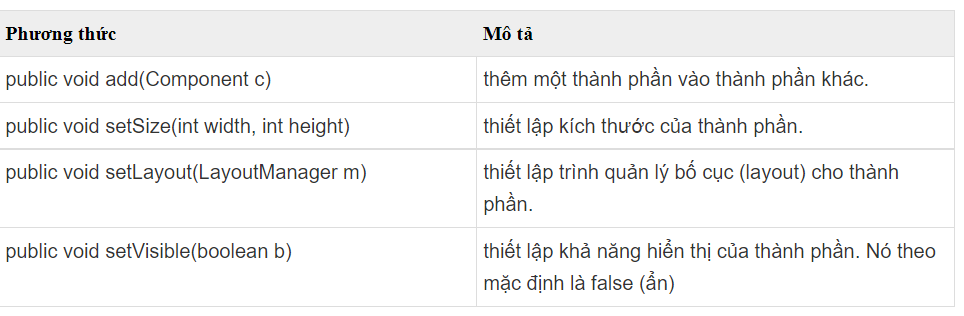 Phương thức
Mô tả
public void add(Component c)
thêm một thành phần vào thành phần khác.
public void setSize(int width, int height)
thiết lập kích thước của thành phần.
public void setLayout(LayoutManager m)
thiết lập trình quản lý bố cục (layout) cho thành
phần.
public void setVisible(boolean b)
thiết lập khả năng hiển thị của thành phần. Nó theo
mặc định là false (ẩn)